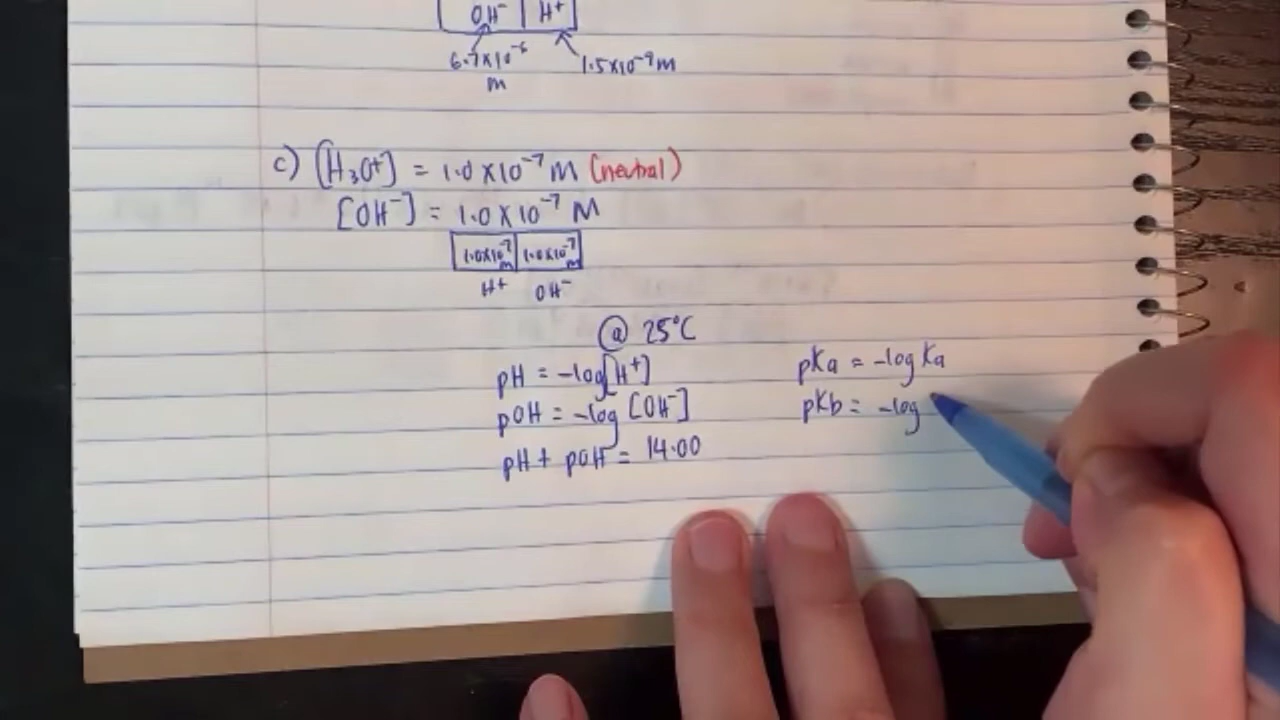 OH⁻ H⁺
6.7x10⁻⁶ M 1.5x10⁻⁹ M
c) [H₃O⁺] = 1.0 x 10⁻⁷ M (neutral)
[OH⁻] = 1.0 x 10⁻⁷ M
1.0x10⁻⁷ M 1.0x10⁻⁷ M
H⁺ OH⁻
@ 25°C
pH = -log[H⁺]
pOH = -log [OH⁻]
pH + pOH = 14.00
pKa = -log Ka
pKb = -log